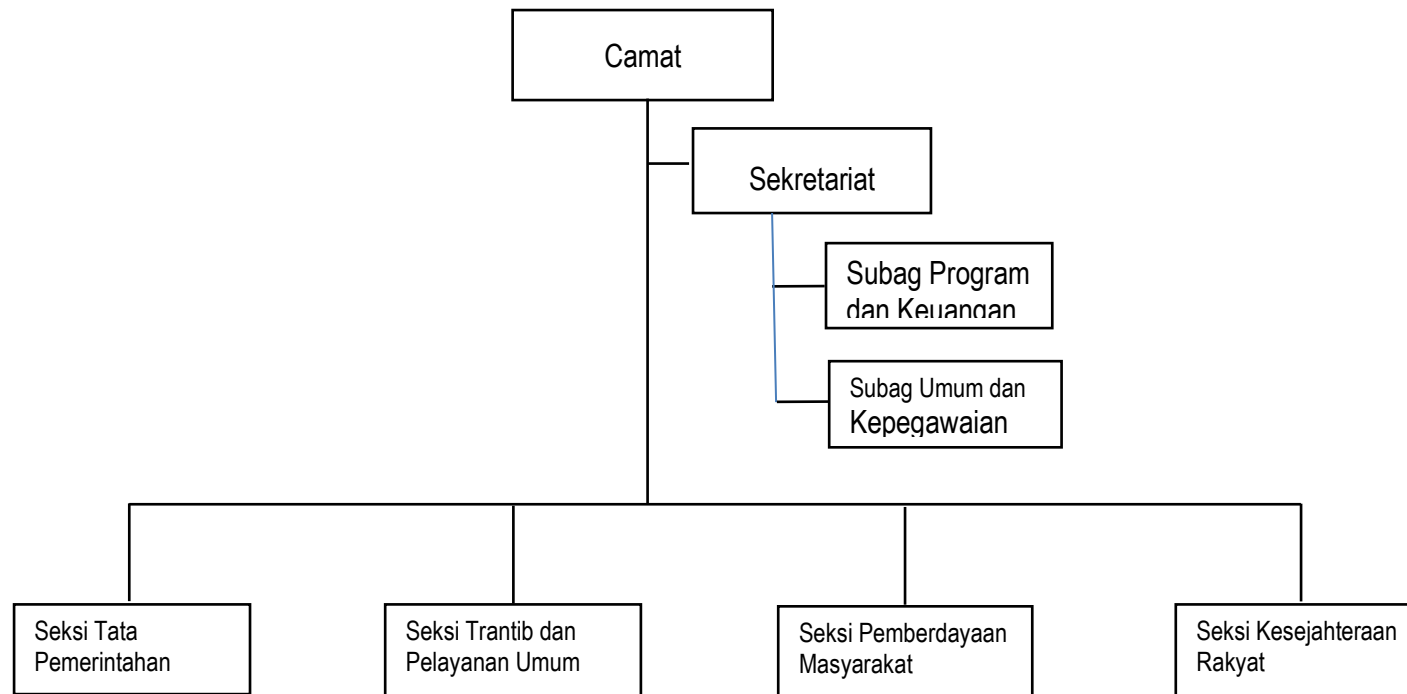 Camat
Sekretariat
Subag Program
dan Keuangan
Subag Umum dan
Kepegawaian
Seksi Tata
Pemerintahan
Seksi Trantib dan
Pelayanan Umum
Seksi Pemberdayaan
Masyarakat
Seksi Kesejahteraan
Rakyat